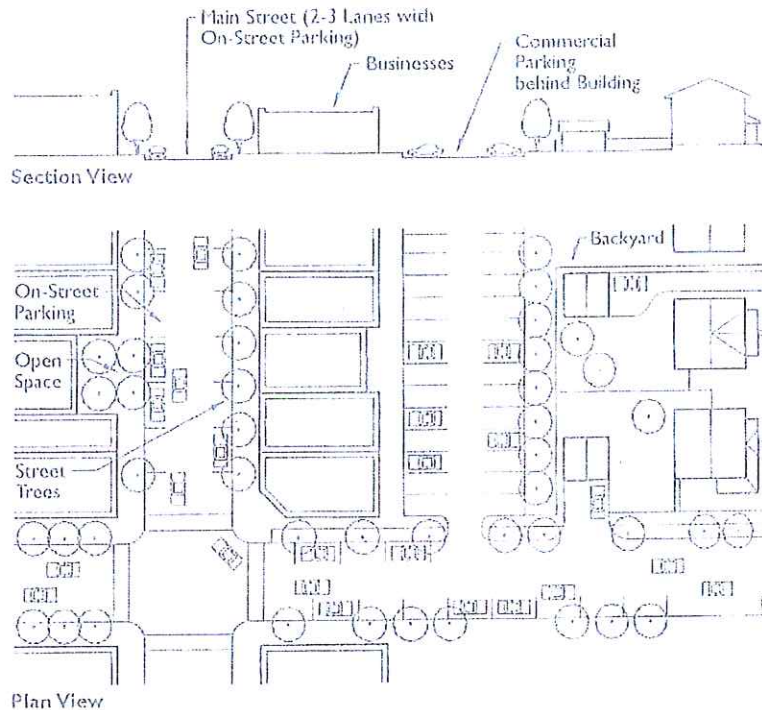 Main Street (2-3 Lanes with
On-Street Parking)
Businesses
Commercial
Parking
behind Building
Section View
Backyard
On-Street
Parking
Open
Space
Street
Trees
Plan View